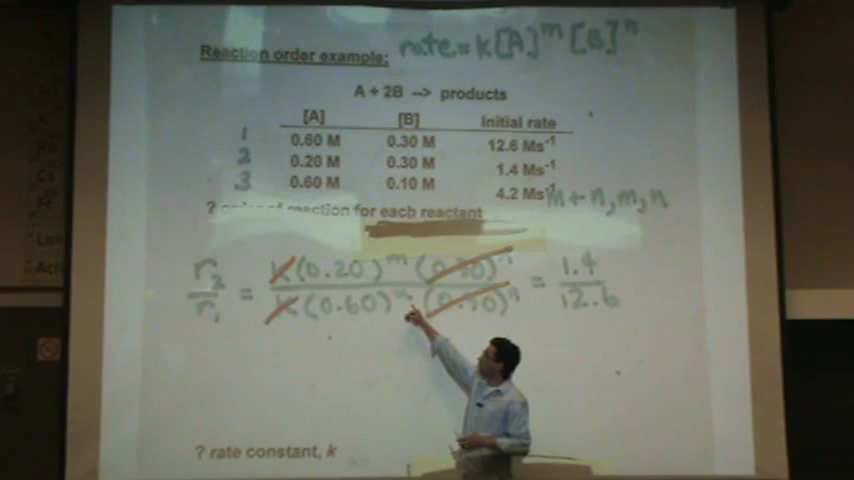 Reaction order example: rate = k[A]^m [B]^n
A + 2B --> products
[A] [B] Initial rate
1 0.60 M 0.30 M 12.6 Ms-1
2 0.20 M 0.30 M 1.4 Ms-1
3 0.60 M 0.10 M 4.2 Ms-1 m + n, m, n
? order of reaction for each reactant
r2 / r1 = k(0.20)^m (0.30)^n / k(0.60)^m (0.30)^n = 1.4 / 12.6
? rate constant, k